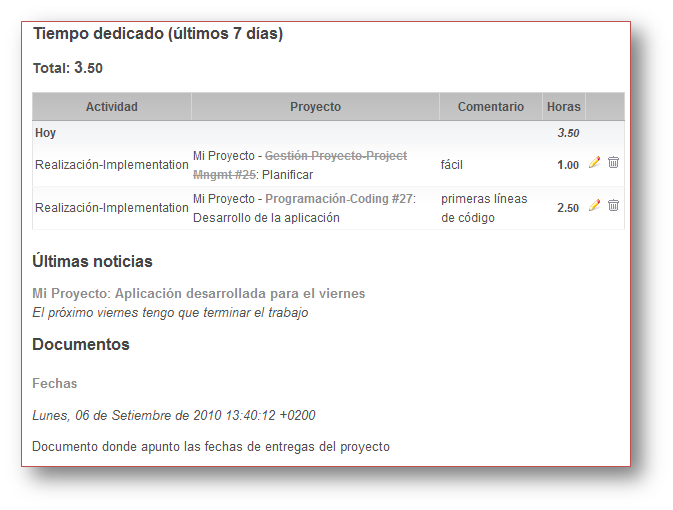 Tiempo dedicado (últimos 7 días)
Total: 3.50
Actividad Proyecto Comentario Horas
Hoy 3.50
Realización-Implementation Mi Proyecto - Gestión Proyecto-Project Mngmt #25: Planificar fácil 1.00
Realización-Implementation Mi Proyecto - Programación-Coding #27: Desarrollo de la aplicación primeras líneas de código 2.50
Últimas noticias
Mi Proyecto: Aplicación desarrollada para el viernes
El próximo viernes tengo que terminar el trabajo
Documentos
Fechas
Lunes, 06 de Setiembre de 2010 13:40:12 +0200
Documento donde apunto las fechas de entregas del proyecto